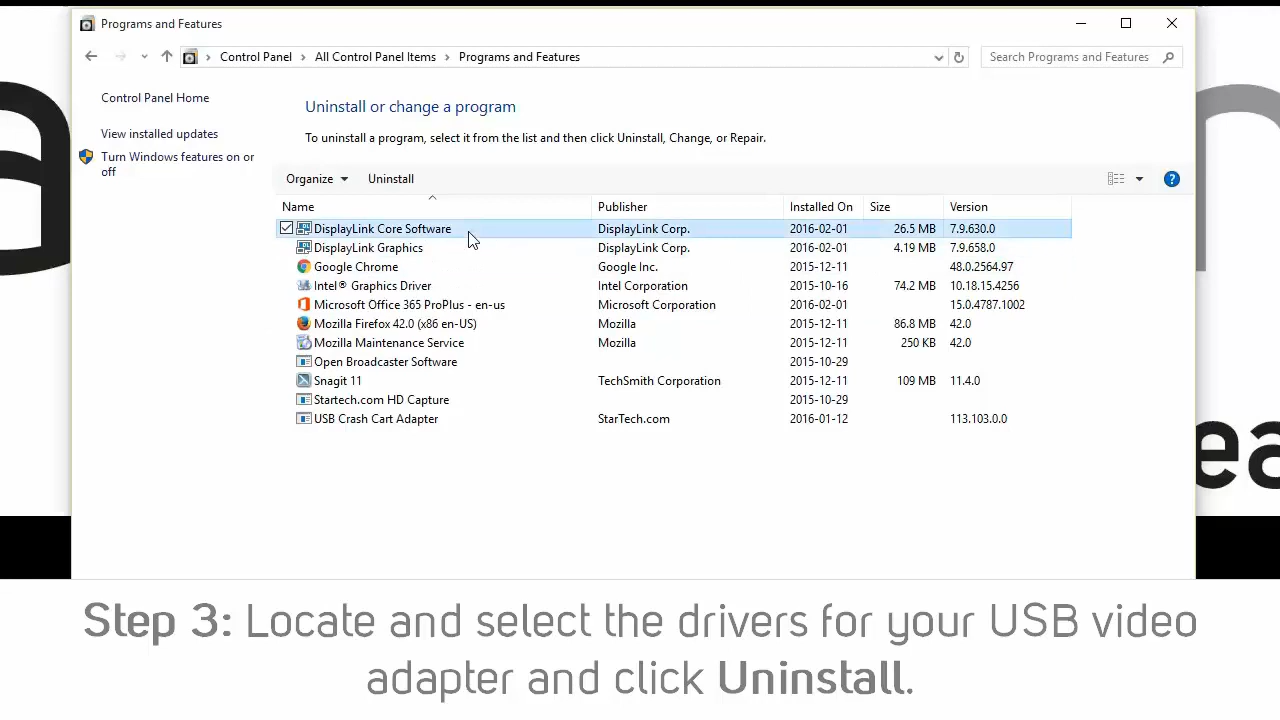 Programs and Features
Control Panel > All Control Panel Items > Programs and Features
Search Programs and Features
Control Panel Home
View installed updates
Turn Windows features on or
off
Uninstall or change a program
To uninstall a program, select it from the list and then click Uninstall, Change, or Repair.
Organize Uninstall
Name Publisher Installed On Size Version
DisplayLink Core Software DisplayLink Corp. 2016-02-01 26.5 MB 7.9.630.0
DisplayLink Graphics DisplayLink Corp. 2016-02-01 4.19 MB 7.9.658.0
Google Chrome Google Inc. 2015-12-11 48.0.2564.97
Intel® Graphics Driver Intel Corporation 2015-10-16 74.2 MB 10.18.15.4256
Microsoft Office 365 ProPlus - en-us Microsoft Corporation 2016-02-01 15.0.4787.1002
Mozilla Firefox 42.0 (x86 en-US) Mozilla 2015-12-11 86.8 MB 42.0
Mozilla Maintenance Service Mozilla 2015-12-11 250 KB 42.0
Open Broadcaster Software 2015-10-29
Snagit 11 TechSmith Corporation 2015-12-11 109 MB 11.4.0
Startech.com HD Capture 2015-10-29
USB Crash Cart Adapter StarTech.com 2016-01-12 113.103.0.0
Step 3: Locate and select the drivers for your USB video
adapter and click Uninstall.